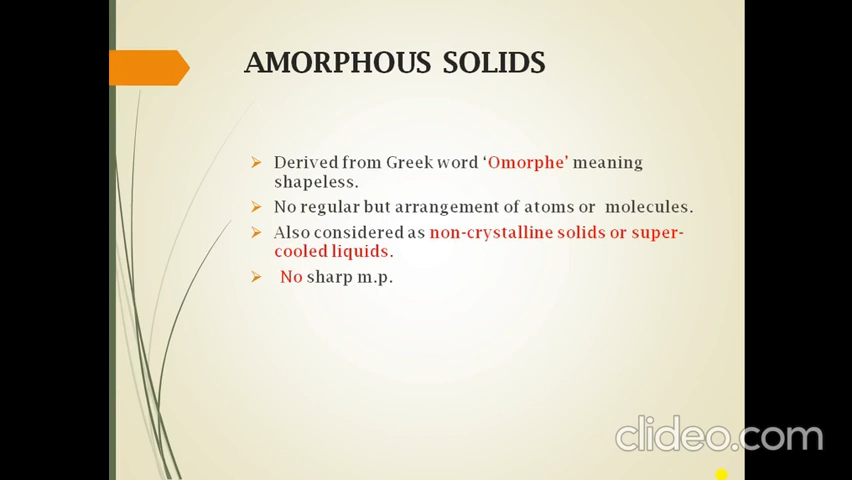 AMORPHOUS SOLIDS
Derived from Greek word ‘Omorphe’ meaning
shapeless.
No regular but arrangement of atoms or molecules.
Also considered as non-crystalline solids or super-
cooled liquids.
No sharp m.p.
clideo.com